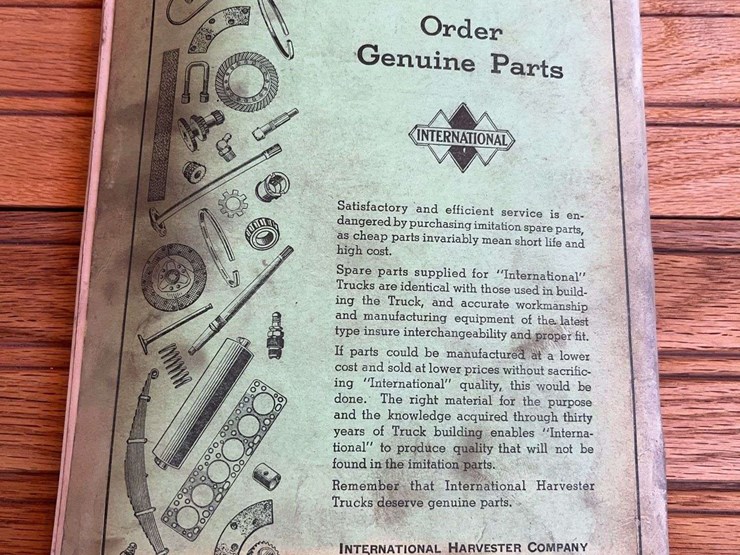 Order
Genuine Parts
INTERNATIONAL
Satisfactory and efficient service is en-
dangered by purchasing imitation spare parts,
as cheap parts invariably mean short life and
high cost.
Spare parts supplied for "International"
Trucks are identical with those used in build-
ing the Truck, and accurate workmanship
and manufacturing equipment of the latest
type insure interchangeability and proper fit.
If parts could be manufactured at a lower
cost and sold at lower prices without sacrific-
ing "International" quality, this would be
done. The right material for the purpose
and the knowledge acquired through thirty
years of Truck building enables "Interna-
tional" to produce quality that will not be
found in the imitation parts.
Remember that International Harvester
Trucks deserve genuine parts.
INTERNATIONAL HARVESTER COMPANY